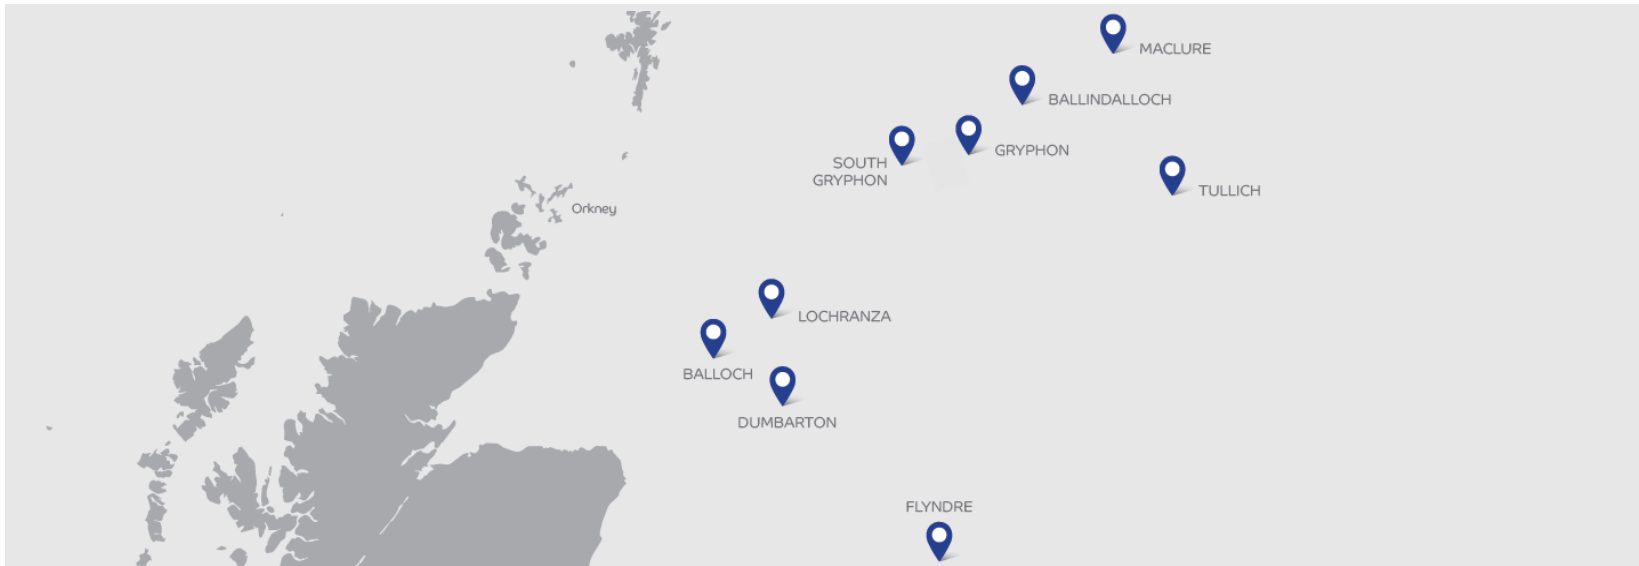 MACLURE
BALLINDALLOCH
GRYPHON
SOUTH
GRYPHON
TULLICH
Orkney
LOCHRANZA
BALLOCH
DUMBARTON
FLYNDRE